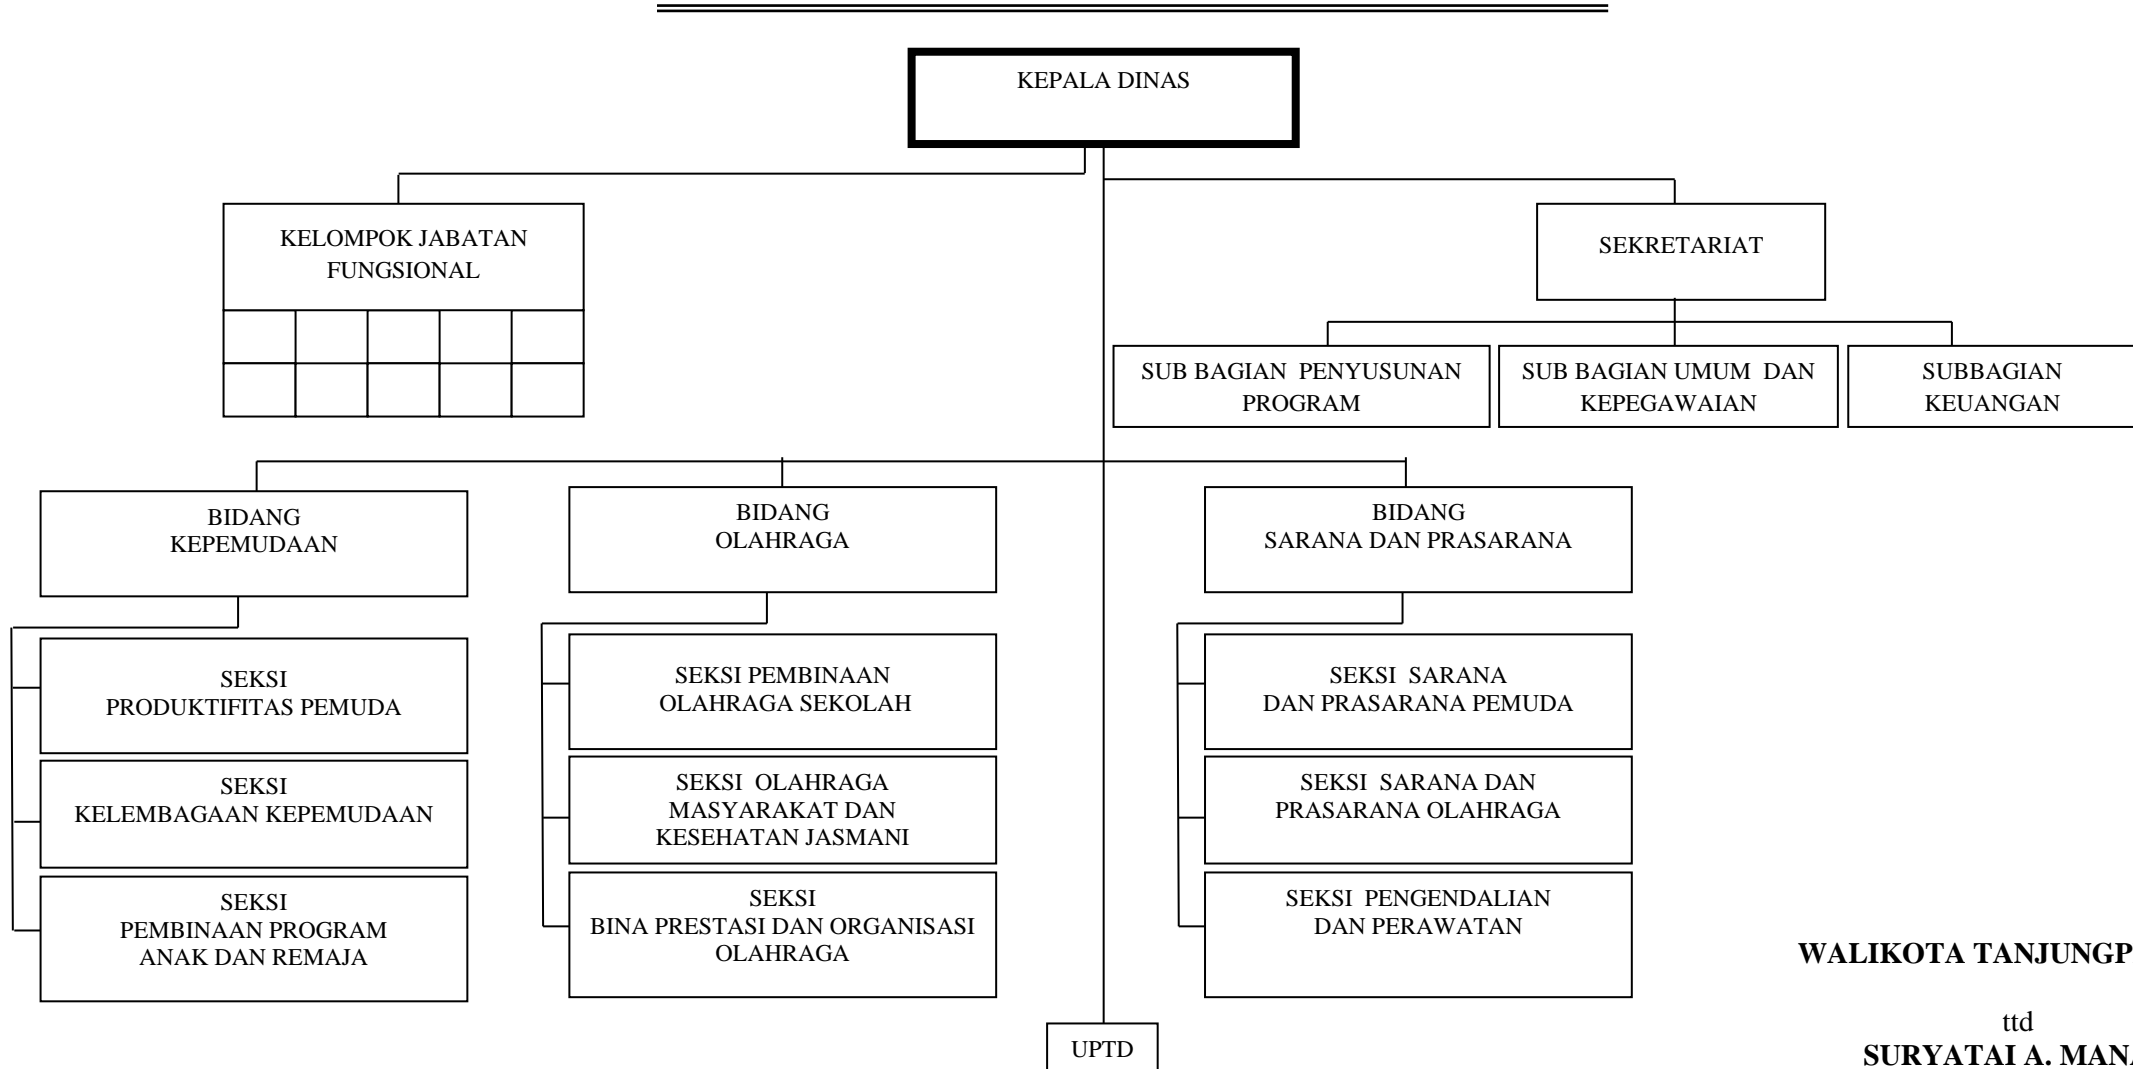 KEPALA DINAS
KELOMPOK JABATAN
FUNGSIONAL
SEKRETARIAT
SUB BAGIAN PENYUSUNAN
PROGRAM
SUB BAGIAN UMUM DAN
KEPEGAWAIAN
SUBBAGIAN
KEUANGAN
BIDANG
KEPEMUDAAN
BIDANG
OLAHRAGA
BIDANG
SARANA DAN PRASARANA
SEKSI
PRODUKTIFITAS PEMUDA
SEKSI
KELEMBAGAAN KEPEMUDAAN
SEKSI
PEMBINAAN PROGRAM
ANAK DAN REMAJA
SEKSI PEMBINAAN
OLAHRAGA SEKOLAH
SEKSI OLAHRAGA
MASYARAKAT DAN
KESEHATAN JASMANI
SEKSI
BINA PRESTASI DAN ORGANISASI
OLAHRAGA
SEKSI SARANA
DAN PRASARANA PEMUDA
SEKSI SARANA DAN
PRASARANA OLAHRAGA
SEKSI PENGENDALIAN
DAN PERAWATAN
UPTD
WALIKOTA
ttd
SURYATAI A.